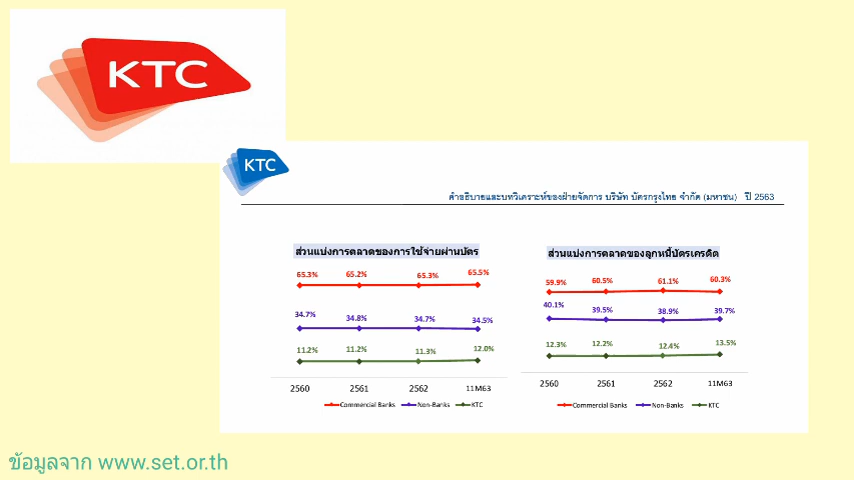 KTC
KTC
คำอธิบายและบทวิเคราะห์ของฝ่ายจัดการ บริษัท บัตรกรุงไทย จำกัด (มหาชน) ปี 2563
ส่วนแบ่งการตลาดของการใช้จ่ายผ่านบัตร
65.3% 65.2% 65.3% 65.5%
34.7% 34.8% 34.7% 34.5%
11.2% 11.2% 11.3% 12.0%
2560 2561 2562 11M63
Commercial Banks Non-Banks KTC
ส่วนแบ่งการตลาดของลูกหนี้บัตรเครดิต
59.9% 60.5% 61.1% 60.3%
40.1% 39.5% 38.9% 39.7%
12.3% 12.2% 12.4% 13.5%
2560 2561 2562 11M63
Commercial Banks Non-Banks KTC
ข้อมูลจาก www.set.or.th